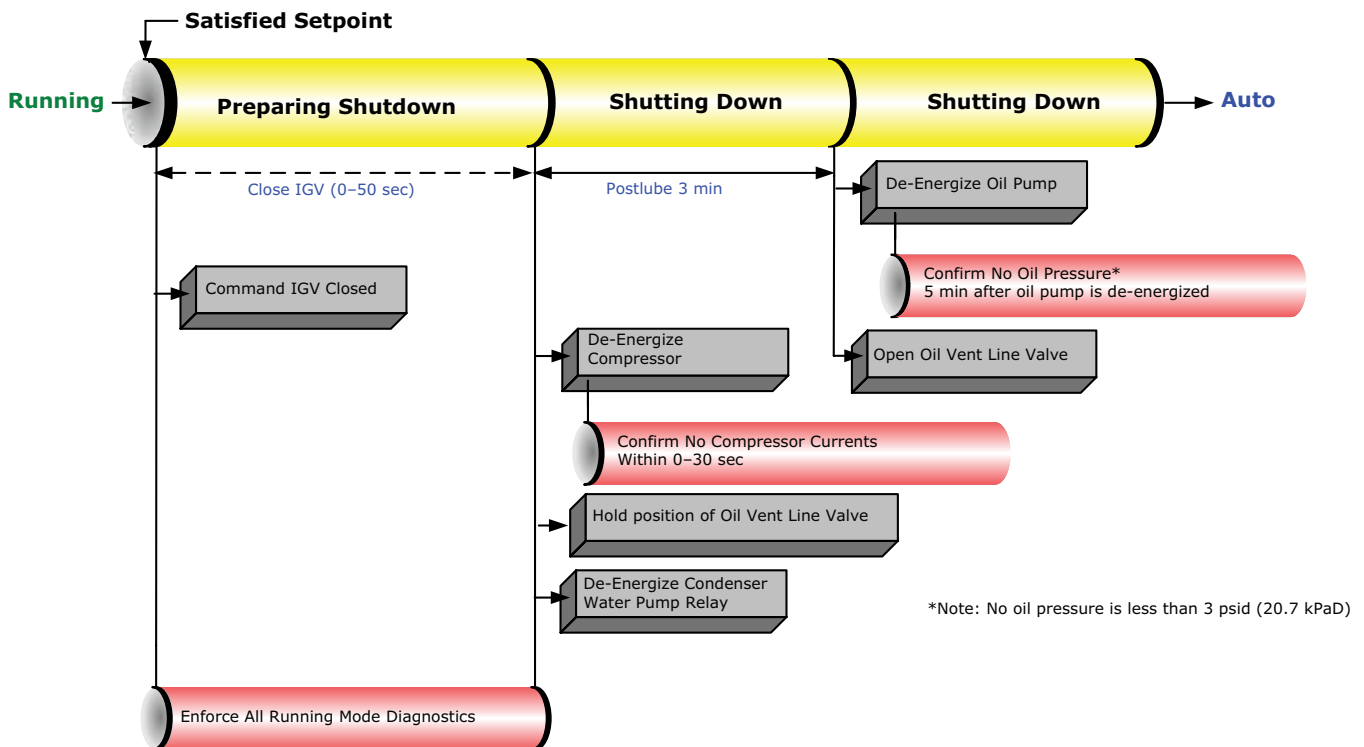 Satisfied Setpoint
Running
Preparing Shutdown
Shutting Down
Shutting Down
Auto
Close IGV (0–50 sec)
Postlube 3 min
De-Energize Oil Pump
Confirm No Oil Pressure*
5 min after oil pump is de-energized
Command IGV Closed
De-Energize
Compressor
Open Oil Vent Line Valve
Confirm No Compressor Currents
Within 0–30 sec
Hold position of Oil Vent Line Valve
De-Energize Condenser
Water Pump Relay
*Note: No oil pressure is less than 3 psid (20.7 kPaD)
Enforce All Running Mode Diagnostics